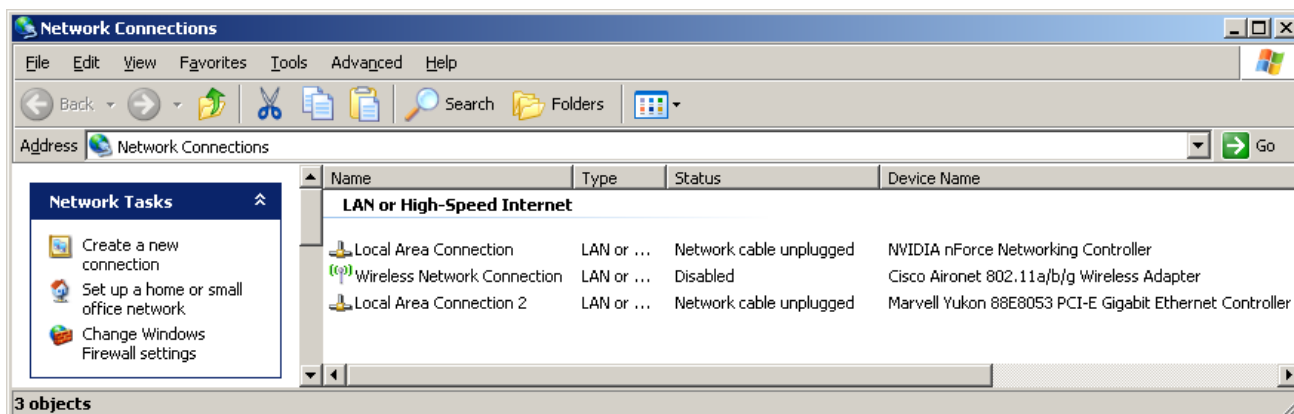 Network Connections
File Edit View Favorites Tools Advanced Help
Back Search Folders
Address Network Connections Go
Network Tasks
Create a new
connection
Set up a home or small
office network
Change Windows
Firewall settings
Name Type Status Device Name
LAN or High-Speed Internet
Local Area Connection LAN or ... Network cable unplugged NVIDIA nForce Networking Controller
Wireless Network Connection LAN or ... Disabled Cisco Aironet 802.11a/b/g Wireless Adapter
Local Area Connection 2 LAN or ... Network cable unplugged Marvell Yukon 88E8053 PCI-E Gigabit Ethernet Controller
3 objects